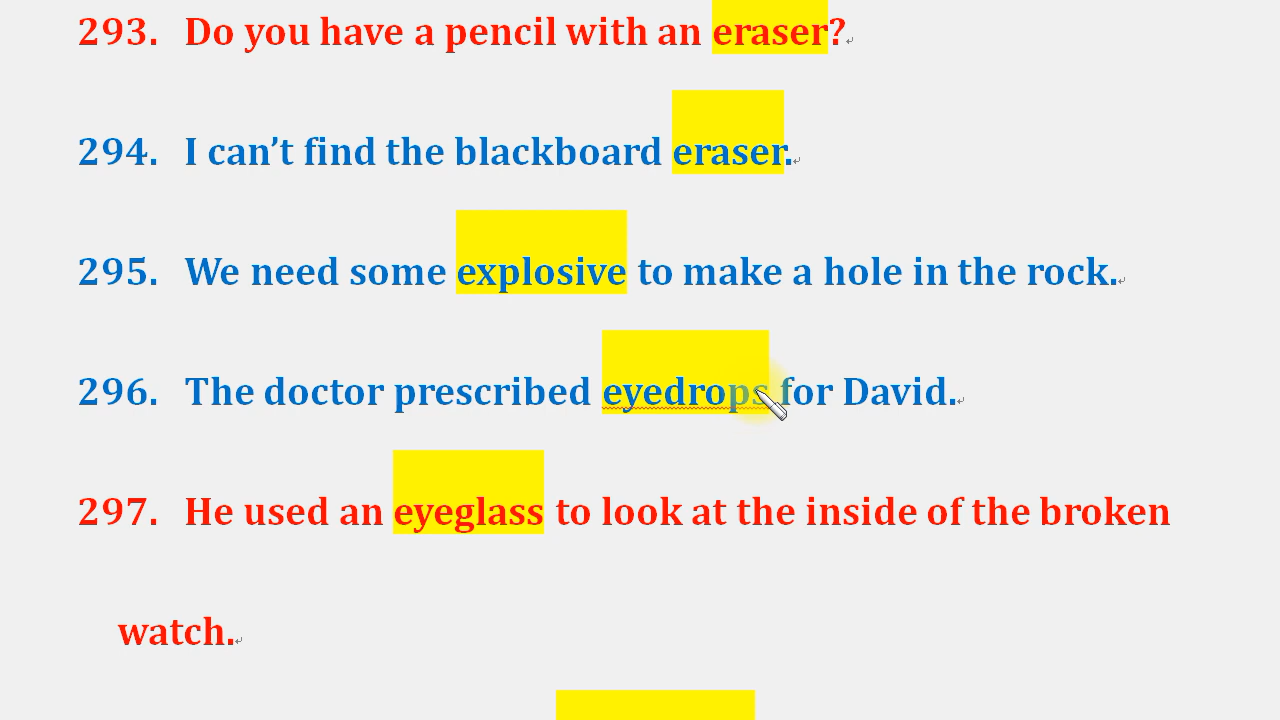 293. Do you have a pencil with an eraser?
294. I can’t find the blackboard eraser.
295. We need some explosive to make a hole in the rock.
296. The doctor prescribed eyedrops for David.
297. He used an eyeglass to look at the inside of the broken
watch.